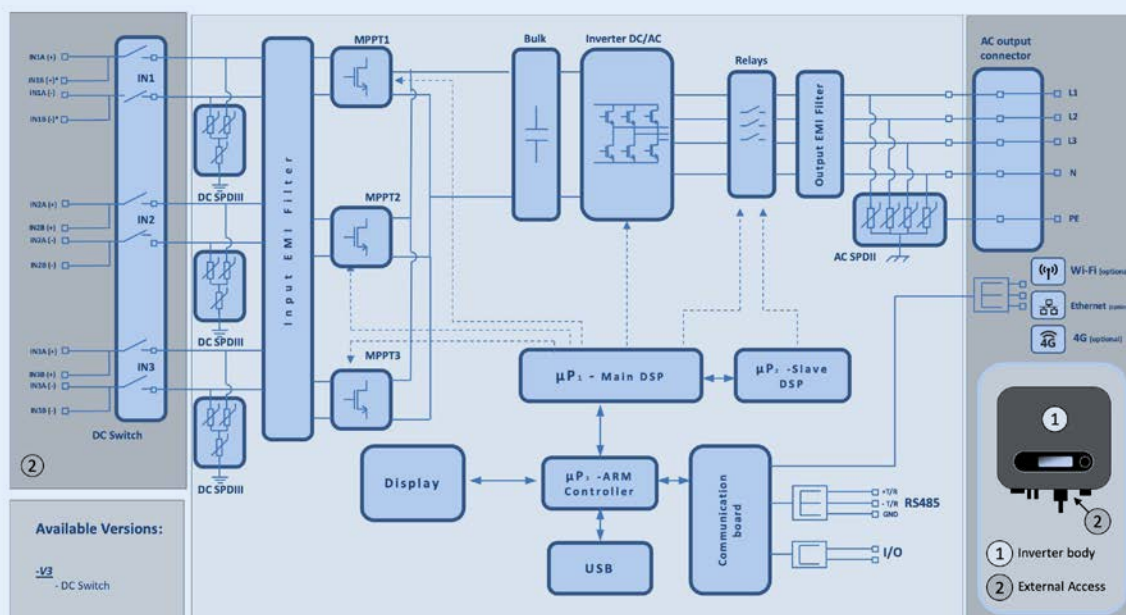 IN1A (+)
IN1B (+)*
IN1A (-)
IN1B (-)*
IN1
IN2A (+)
IN2B (+)
IN2A (-)
IN2B (-)
IN2
IN3A (+)
IN3B (+)
IN3A (-)
IN3B (-)
IN3
DC Switch
2
DC SPDIII
DC SPDIII
DC SPDIII
Input EMI Filter
MPPT1
MPPT2
MPPT3
Bulk
Inverter DC/AC
Relays
Output EMI Filter
AC SPDII
AC output
connector
L1
L2
L3
N
PE
Wi-Fi (optional)
Ethernet
4G
4G (optional)
µP₁ - Main DSP
µP₂ -Slave
DSP
µP₃ -ARM
Controller
Display
USB
Communication
board
+T/R
- T/R
GND
RS485
I/O
Available Versions:
-V3
- DC Switch
1
2
1 Inverter body
2 External Access